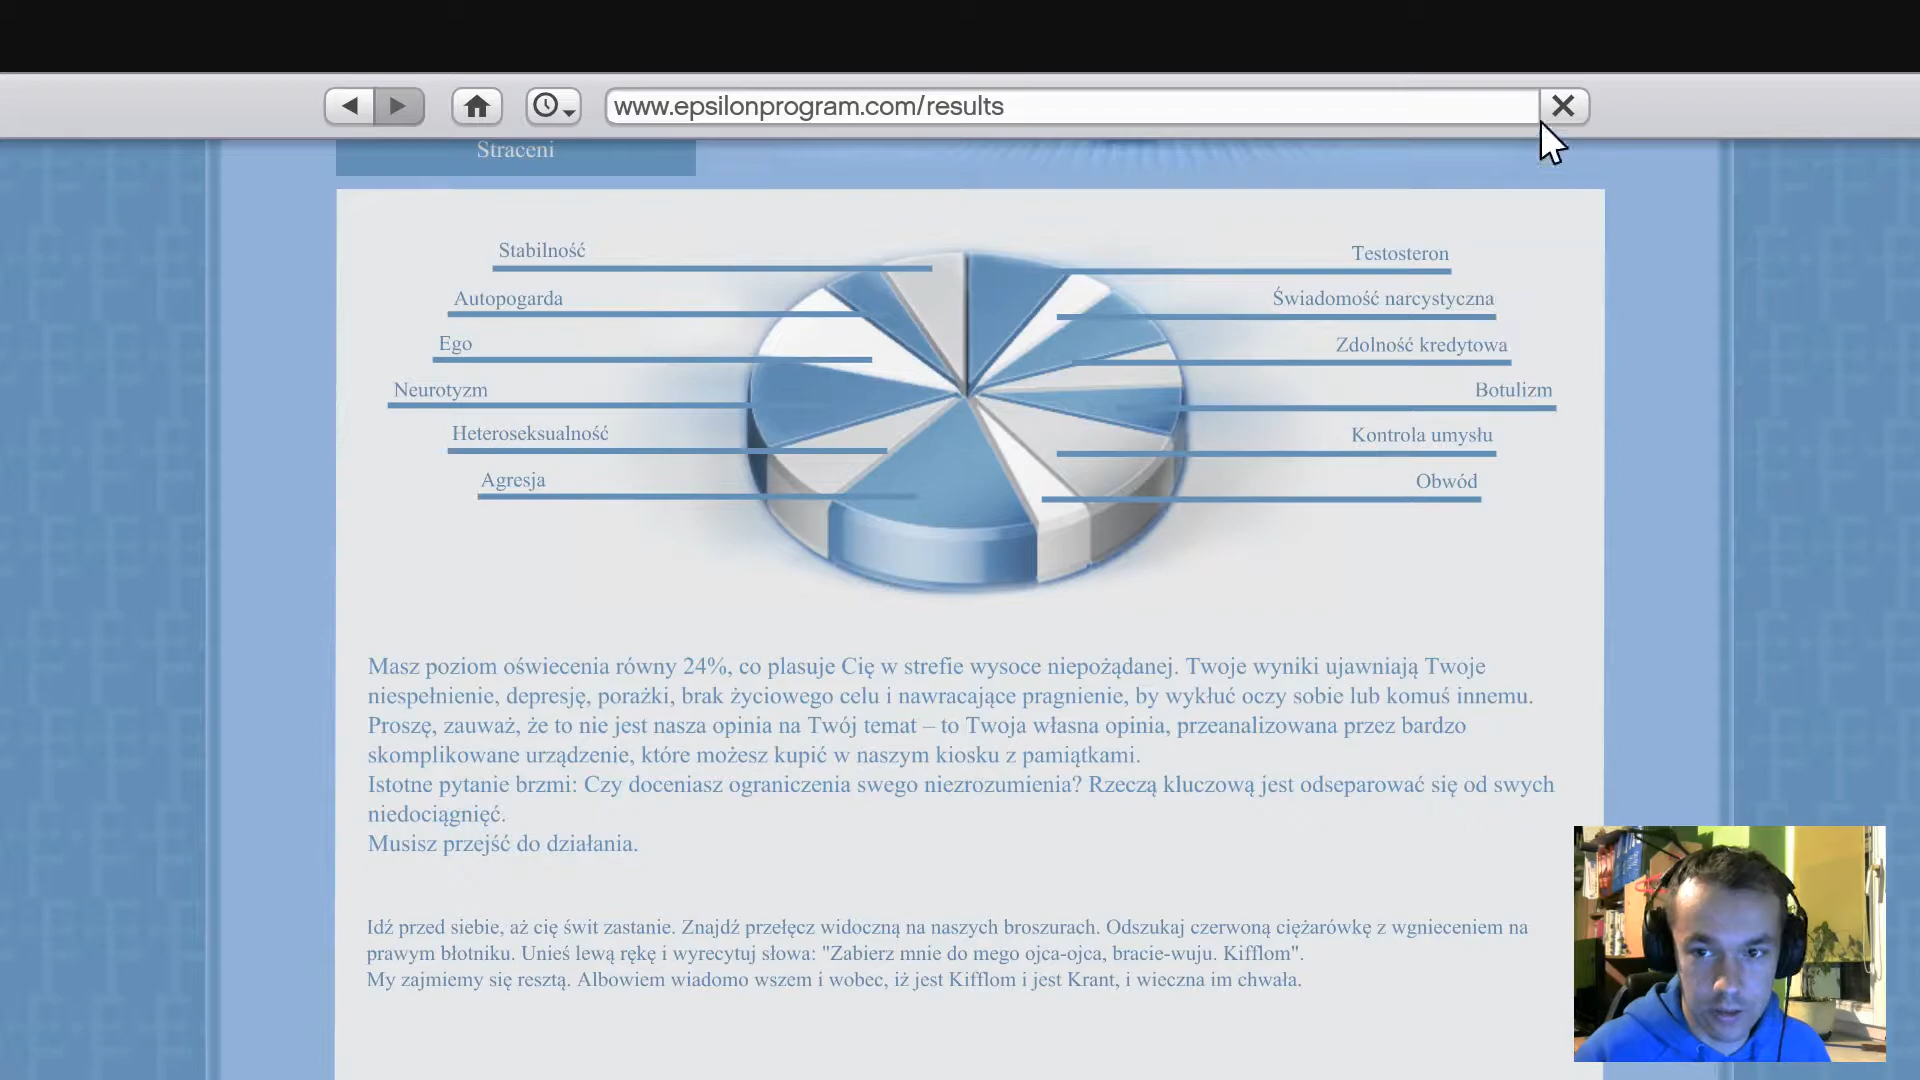 www.epsilonprogram.com/results
Straceni
Stabilność
Testosteron
Autopogarda
Świadomość narcystyczna
Ego
Zdolność kredytowa
Neurotyzm
Botulizm
Heteroseksualność
Kontrola umysłu
Agresja
Obwód
Masz poziom oświecenia równy 24%, co plasuje Cię w strefie wysoce niepożądanej. Twoje wyniki ujawniają Twoje
niespełnienie, depresję, porażki, brak życiowego celu i nawracające pragnienie, by wykłuć oczy sobie lub komuś innemu.
Proszę, zauważ, że to nie jest nasza opinia na Twój temat – to Twoja własna opinia, przeanalizowana przez bardzo
skomplikowane urządzenie, które możesz kupić w naszym kiosku z pamiątkami.
Istotne pytanie brzmi: Czy doceniasz ograniczenia swego niezrozumienia? Rzeczą kluczową jest odseparować się od swych
niedociągnięć.
Musisz przejść do działania.
Idź przed siebie, aż cię świt zastanie. Znajdź przełęcz widoczną na naszych broszurach. Odszukaj czerwoną ciężarówkę z wgnieceniem na
prawym błotniku. Unieś lewą rękę i wyrecytuj słowa: "Zabierz mnie do mego ojca-ojca, bracie-wuju. Kifflom".
My zajmiemy się resztą. Albowiem wiadomo wszem i wobec, iż jest Kifflom i jest Krant, i wieczna im chwała.